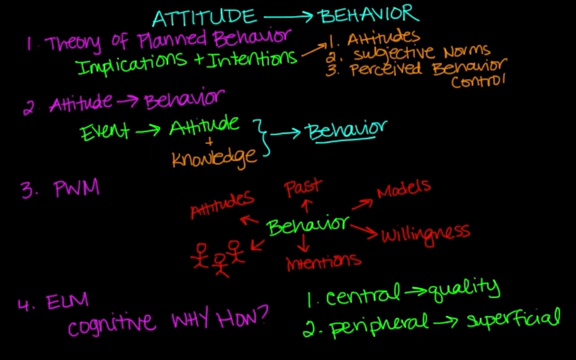 ATTITUDE → BEHAVIOR
1. Theory of Planned Behavior
Implications + Intentions →
1. Attitudes
2. Subjective Norms
3. Perceived Behavior
Control
2 Attitude → Behavior
Event → Attitude
+
Knowledge
} → Behavior
3. PWM
Attitudes
Past
Models
Behavior
Willingness
Intentions
4. ELM
cognitive WHY HOW?
1. central → quality
2. peripheral → superficial